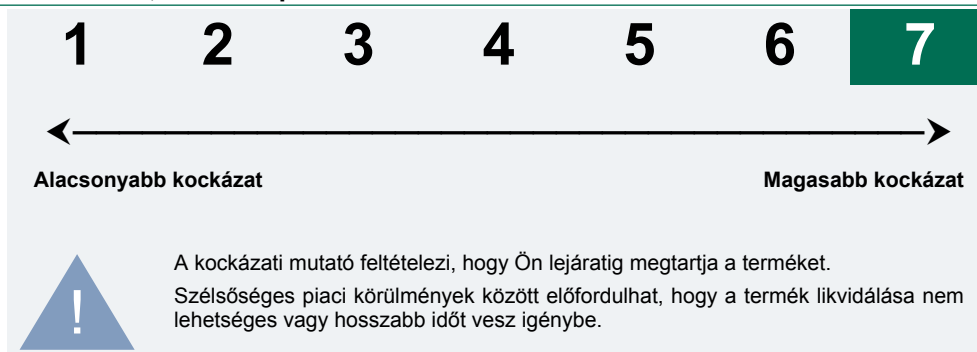 1 2 3 4 5 6 7
Alacsonyabb kockázat Magasabb kockázat
A kockázati mutató feltételezi, hogy Ön lejáratig megtartja a terméket.
Szélsőséges piaci körülmények között előfordulhat, hogy a termék likvidálása nem
lehetséges vagy hosszabb időt vesz igénybe.
!